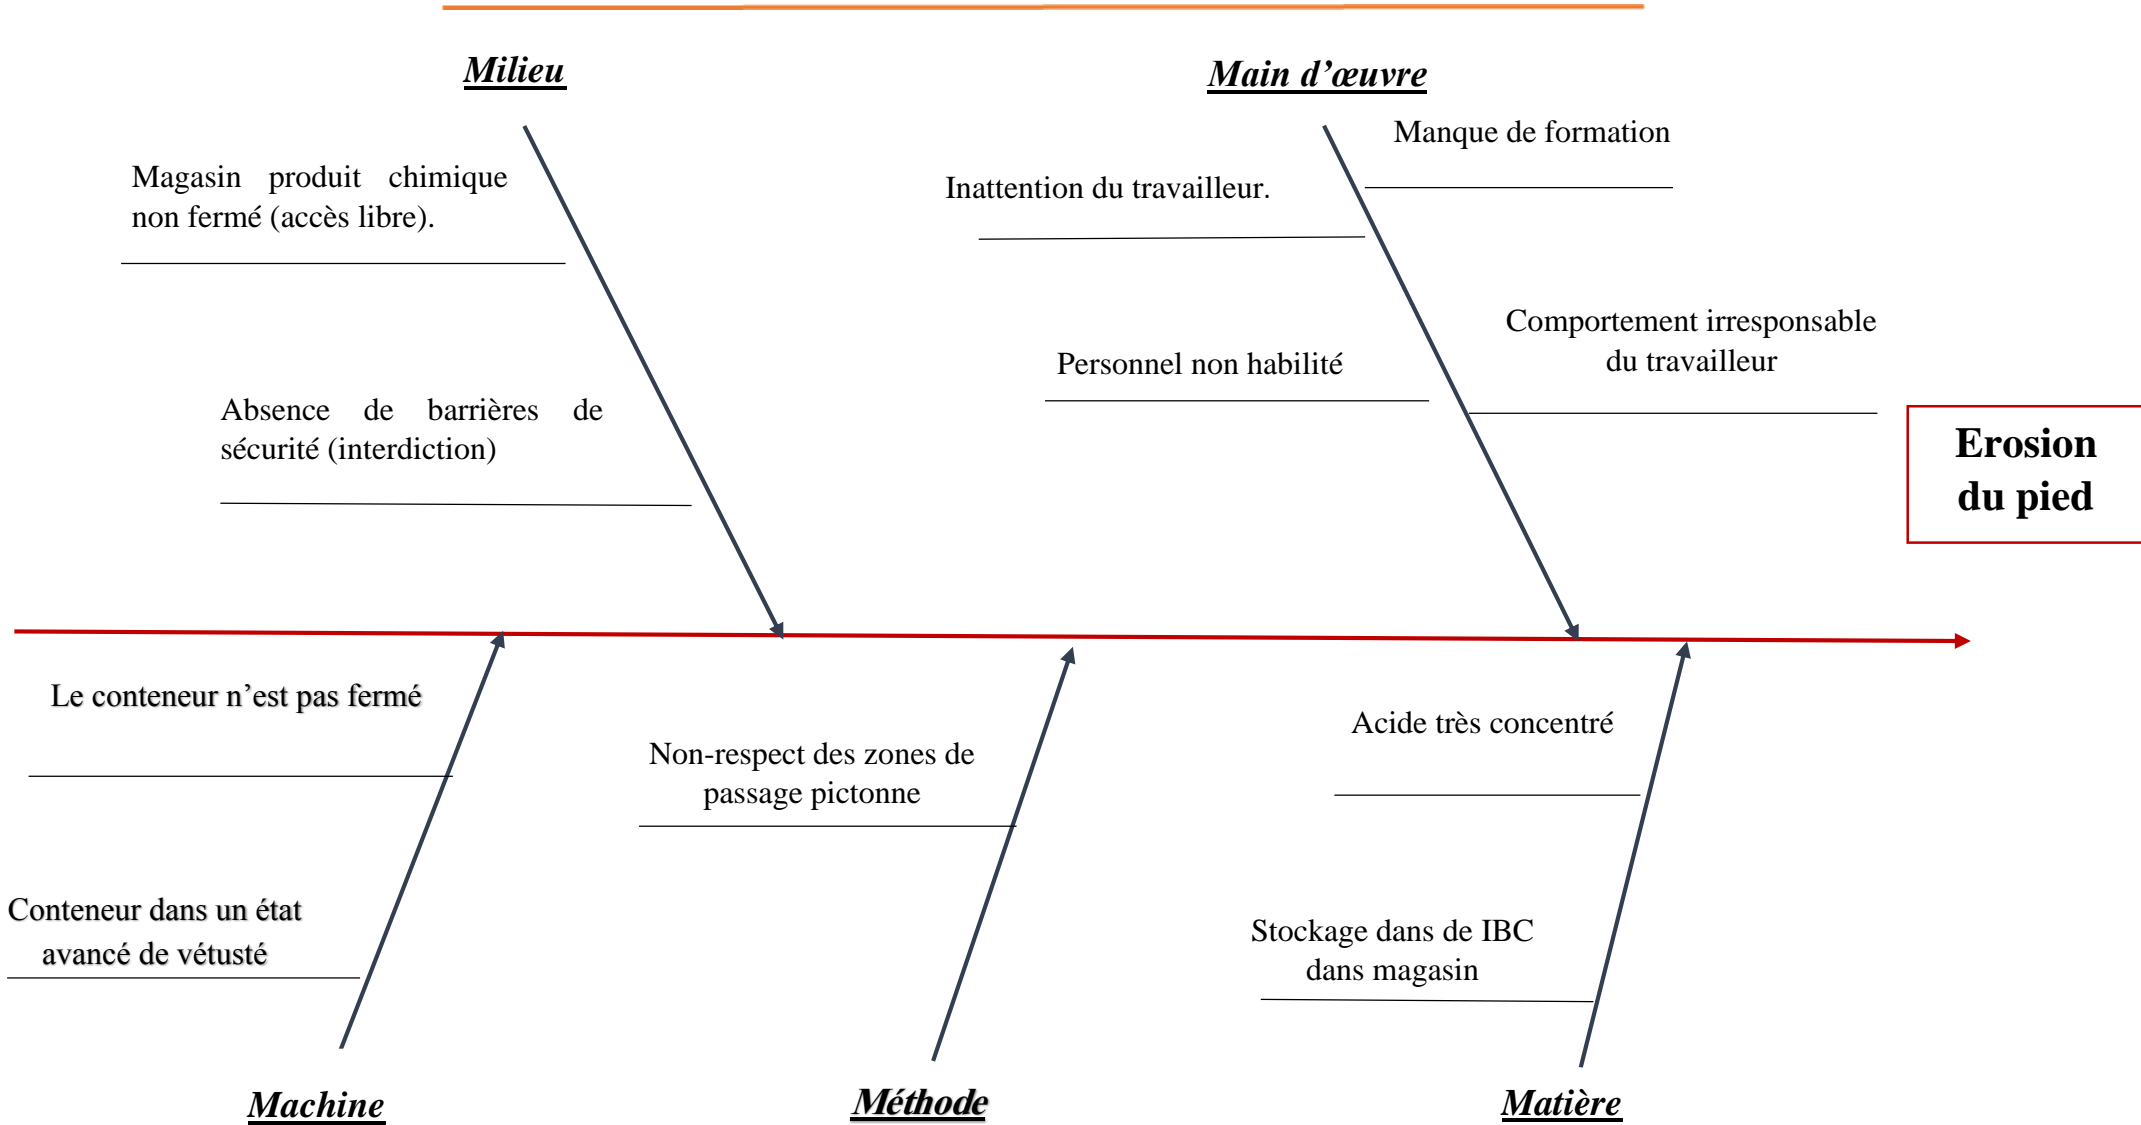 Milieu
Main d’œuvre
Manque de formation
Magasin produit chimique
non fermé (accès libre).
Inattention du travailleur.
Comportement irresponsable
du travailleur
Personnel non habilité
Absence de barrières de
sécurité (interdiction)
Erosion
du pied
Le conteneur n’est pas fermé
Non-respect des zones de
passage pictonne
Acide très concentré
Conteneur dans un état
avancé de vétusté
Stockage dans de IBC
dans magasin
Machine
Méthode
Matière